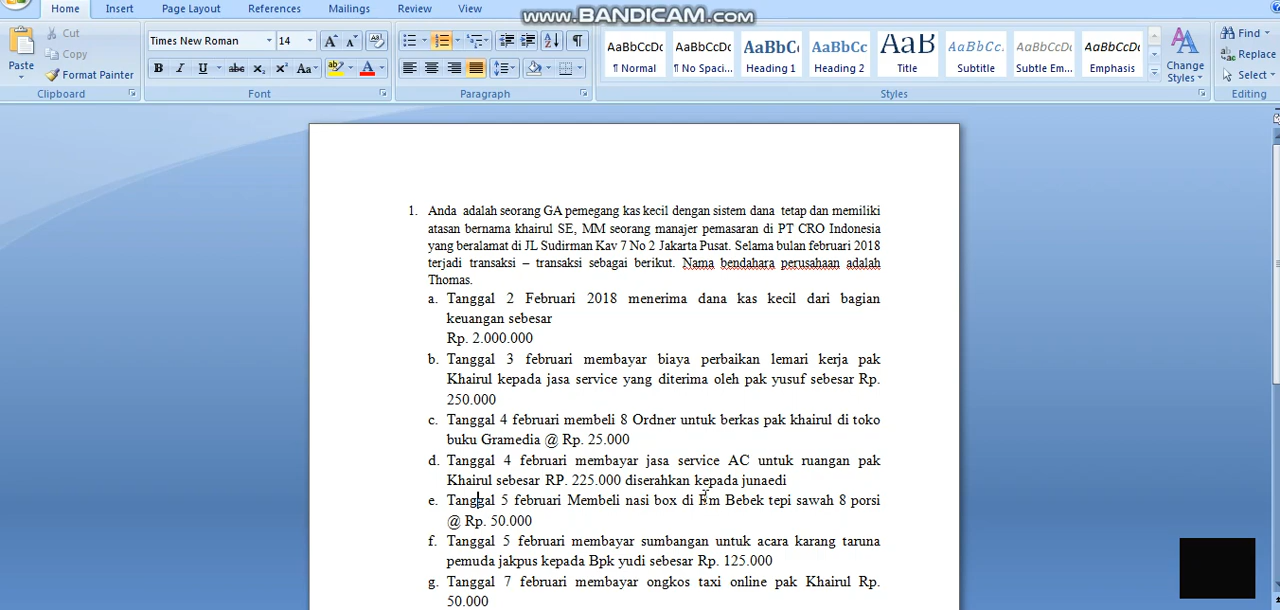 www.BANDICAM.com
Home Insert Page Layout References Mailings Review View
Cut
Copy
Paste
Format Painter
Clipboard
Times New Roman 14
Font
Paragraph
AaBbCcDc AaBbCcDc AaBbC AaBbCc AaB AaBbCc. AaBbCcDc AaBbCcDc
¶ Normal ¶ No Spaci... Heading 1 Heading 2 Title Subtitle Subtle Em... Emphasis
Change
Styles
Styles
Find
Replace
Select
Editing
1. Anda adalah seorang GA pemegang kas kecil dengan sistem dana tetap dan memiliki
atasan bernama khairul SE, MM seorang manajer pemasaran di PT CRO Indonesia
yang beralamat di JL Sudirman Kav 7 No 2 Jakarta Pusat. Selama bulan februari 2018
terjadi transaksi – transaksi sebagai berikut. Nama bendahara perusahaan adalah
Thomas.
a. Tanggal 2 Februari 2018 menerima dana kas kecil dari bagian
keuangan sebesar
Rp. 2.000.000
b. Tanggal 3 februari membayar biaya perbaikan lemari kerja pak
Khairul kepada jasa service yang diterima oleh pak yusuf sebesar Rp.
250.000
c. Tanggal 4 februari membeli 8 Ordner untuk berkas pak khairul di toko
buku Gramedia @ Rp. 25.000
d. Tanggal 4 februari membayar jasa service AC untuk ruangan pak
Khairul sebesar RP. 225.000 diserahkan kepada junaedi
e. Tanggal 5 februari Membeli nasi box di Em Bebek tepi sawah 8 porsi
@ Rp. 50.000
f. Tanggal 5 februari membayar sumbangan untuk acara karang taruna
pemuda jakpus kepada Bpk yudi sebesar Rp. 125.000
g. Tanggal 7 februari membayar ongkos taxi online pak Khairul Rp.
50.000